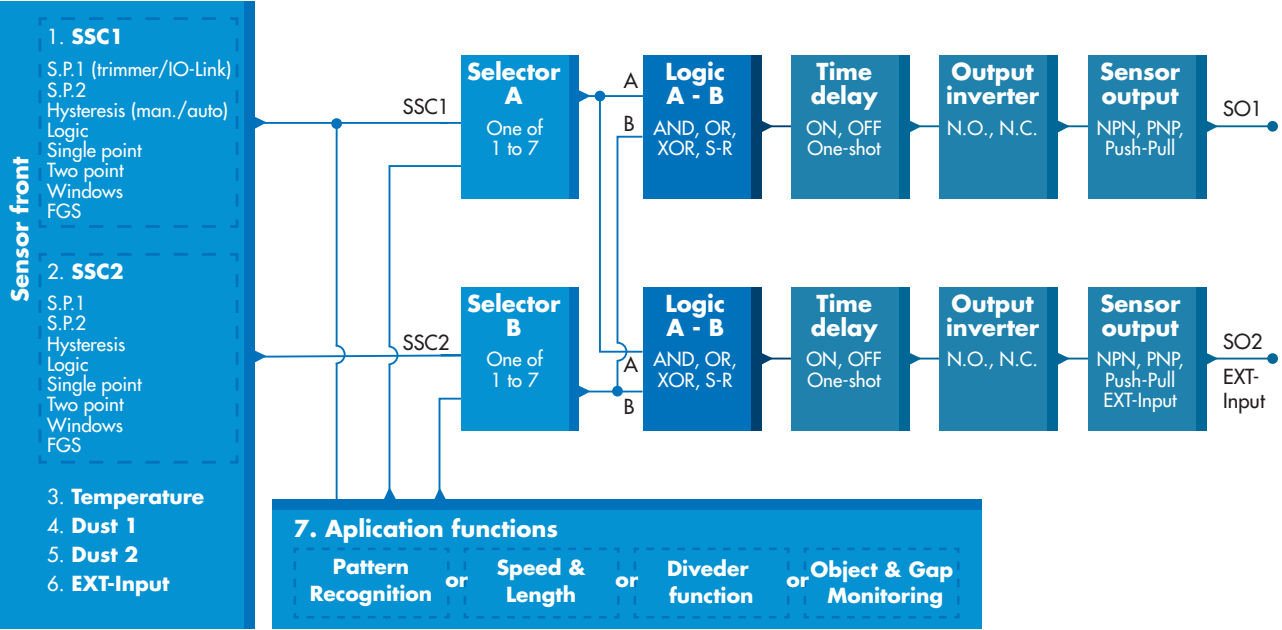 Sensor front
1. SSC1
S.P.1 (trimmer/IO-Link)
S.P.2
Hysteresis (man./auto)
Logic
Single point
Two point
Windows
FGS
2. SSC2
S.P.1
S.P.2
Hysteresis
Logic
Single point
Two point
Windows
FGS
3. Temperature
4. Dust 1
5. Dust 2
6. EXT-Input
SSC1
Selector
A
One of
1 to 7
A
B
Logic
A - B
AND, OR,
XOR, S-R
Time
delay
ON, OFF
One-shot
Output
inverter
N.O., N.C.
Sensor
output
NPN, PNP,
Push-Pull
SO1
SSC2
Selector
B
One of
1 to 7
A
B
Logic
A - B
AND, OR,
XOR, S-R
Time
delay
ON, OFF
One-shot
Output
inverter
N.O., N.C.
Sensor
output
NPN, PNP,
Push-Pull
EXT-Input
SO2
EXT-
Input
7. Aplication functions
Pattern
Recognition
or
Speed &
Length
or
Diveder
function
or
Object & Gap
Monitoring